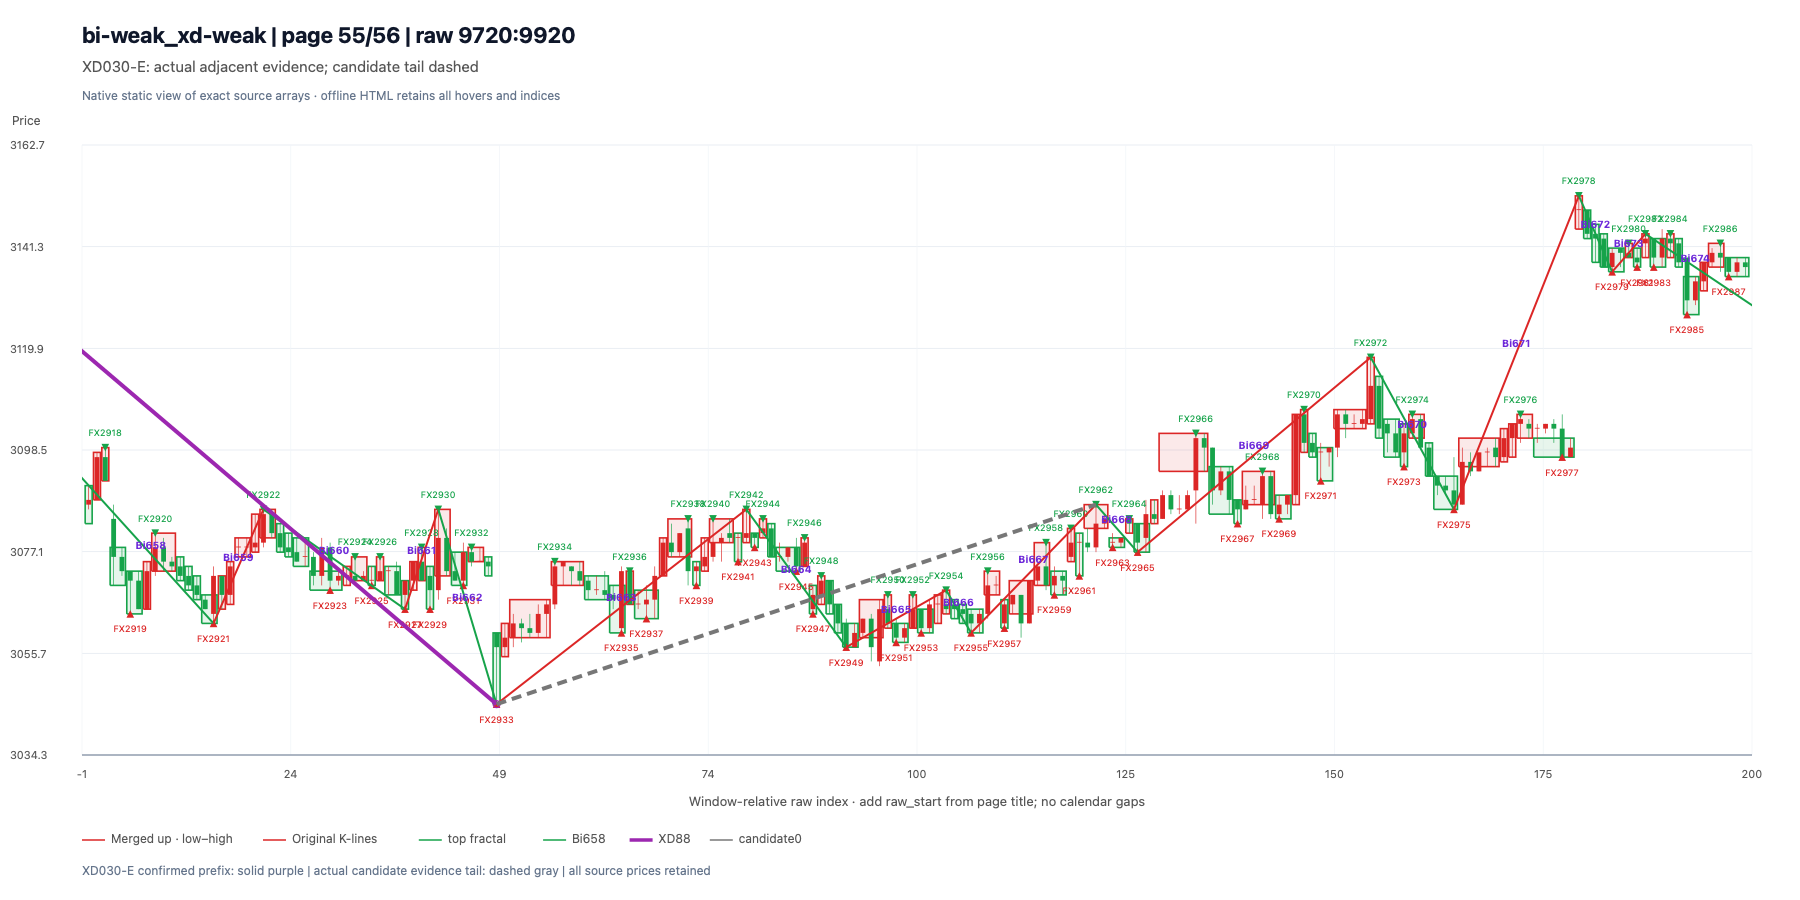 bi-weak_xd-weak | page 55/56 | raw 9720:9920
XD030-E: actual adjacent evidence; candidate tail dashed
Native static view of exact source arrays · offline HTML retains all hovers and indices
Price
3162.7
3141.3
3119.9
3098.5
3077.1
3055.7
3034.3
FX2978
Bi672
FX2984
FX2980
FX2986
Bi674
FX2979
FX2983
FX2987
FX2985
Bi671
FX2972
FX2970
FX2974
FX2976
Bi670
FX2966
FX2918
Bi669
FX2968
FX2973
FX2977
FX2971
FX2922
FX2930
FX2940
FX2942
FX2944
FX2962
FX2964
FX2975
FX2920
FX2932
FX2946
FX2958
Bi668
FX2967
FX2969
Bi658
Bi659
Bi660
FX2926
Bi661
FX2934
FX2936
FX2943
FX2948
FX2956
Bi667
FX2963
FX2965
Bi664
FX2941
FX2952
FX2954
FX2961
FX2923
Bi662
FX2939
Bi665
Bi666
FX2959
FX2919
FX2921
FX2929
FX2937
FX2947
FX2935
FX2949
FX2951
FX2953
FX2955
FX2957
FX2933
-1
24
49
74
100
125
150
175
200
Window-relative raw index · add raw_start from page title; no calendar gaps
Merged up · low–high
Original K-lines
top fractal
Bi658
XD88
candidate0
XD030-E confirmed prefix: solid purple | actual candidate evidence tail: dashed gray | all source prices retained